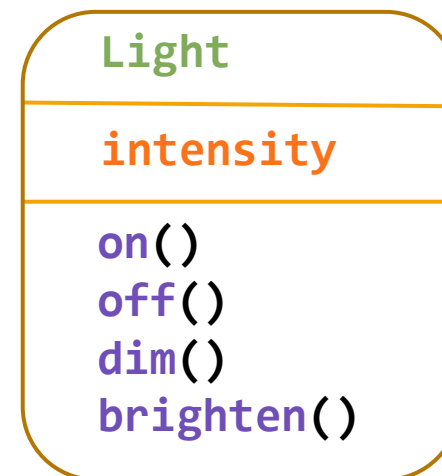 Light
intensity
on()
off()
dim()
brighten()